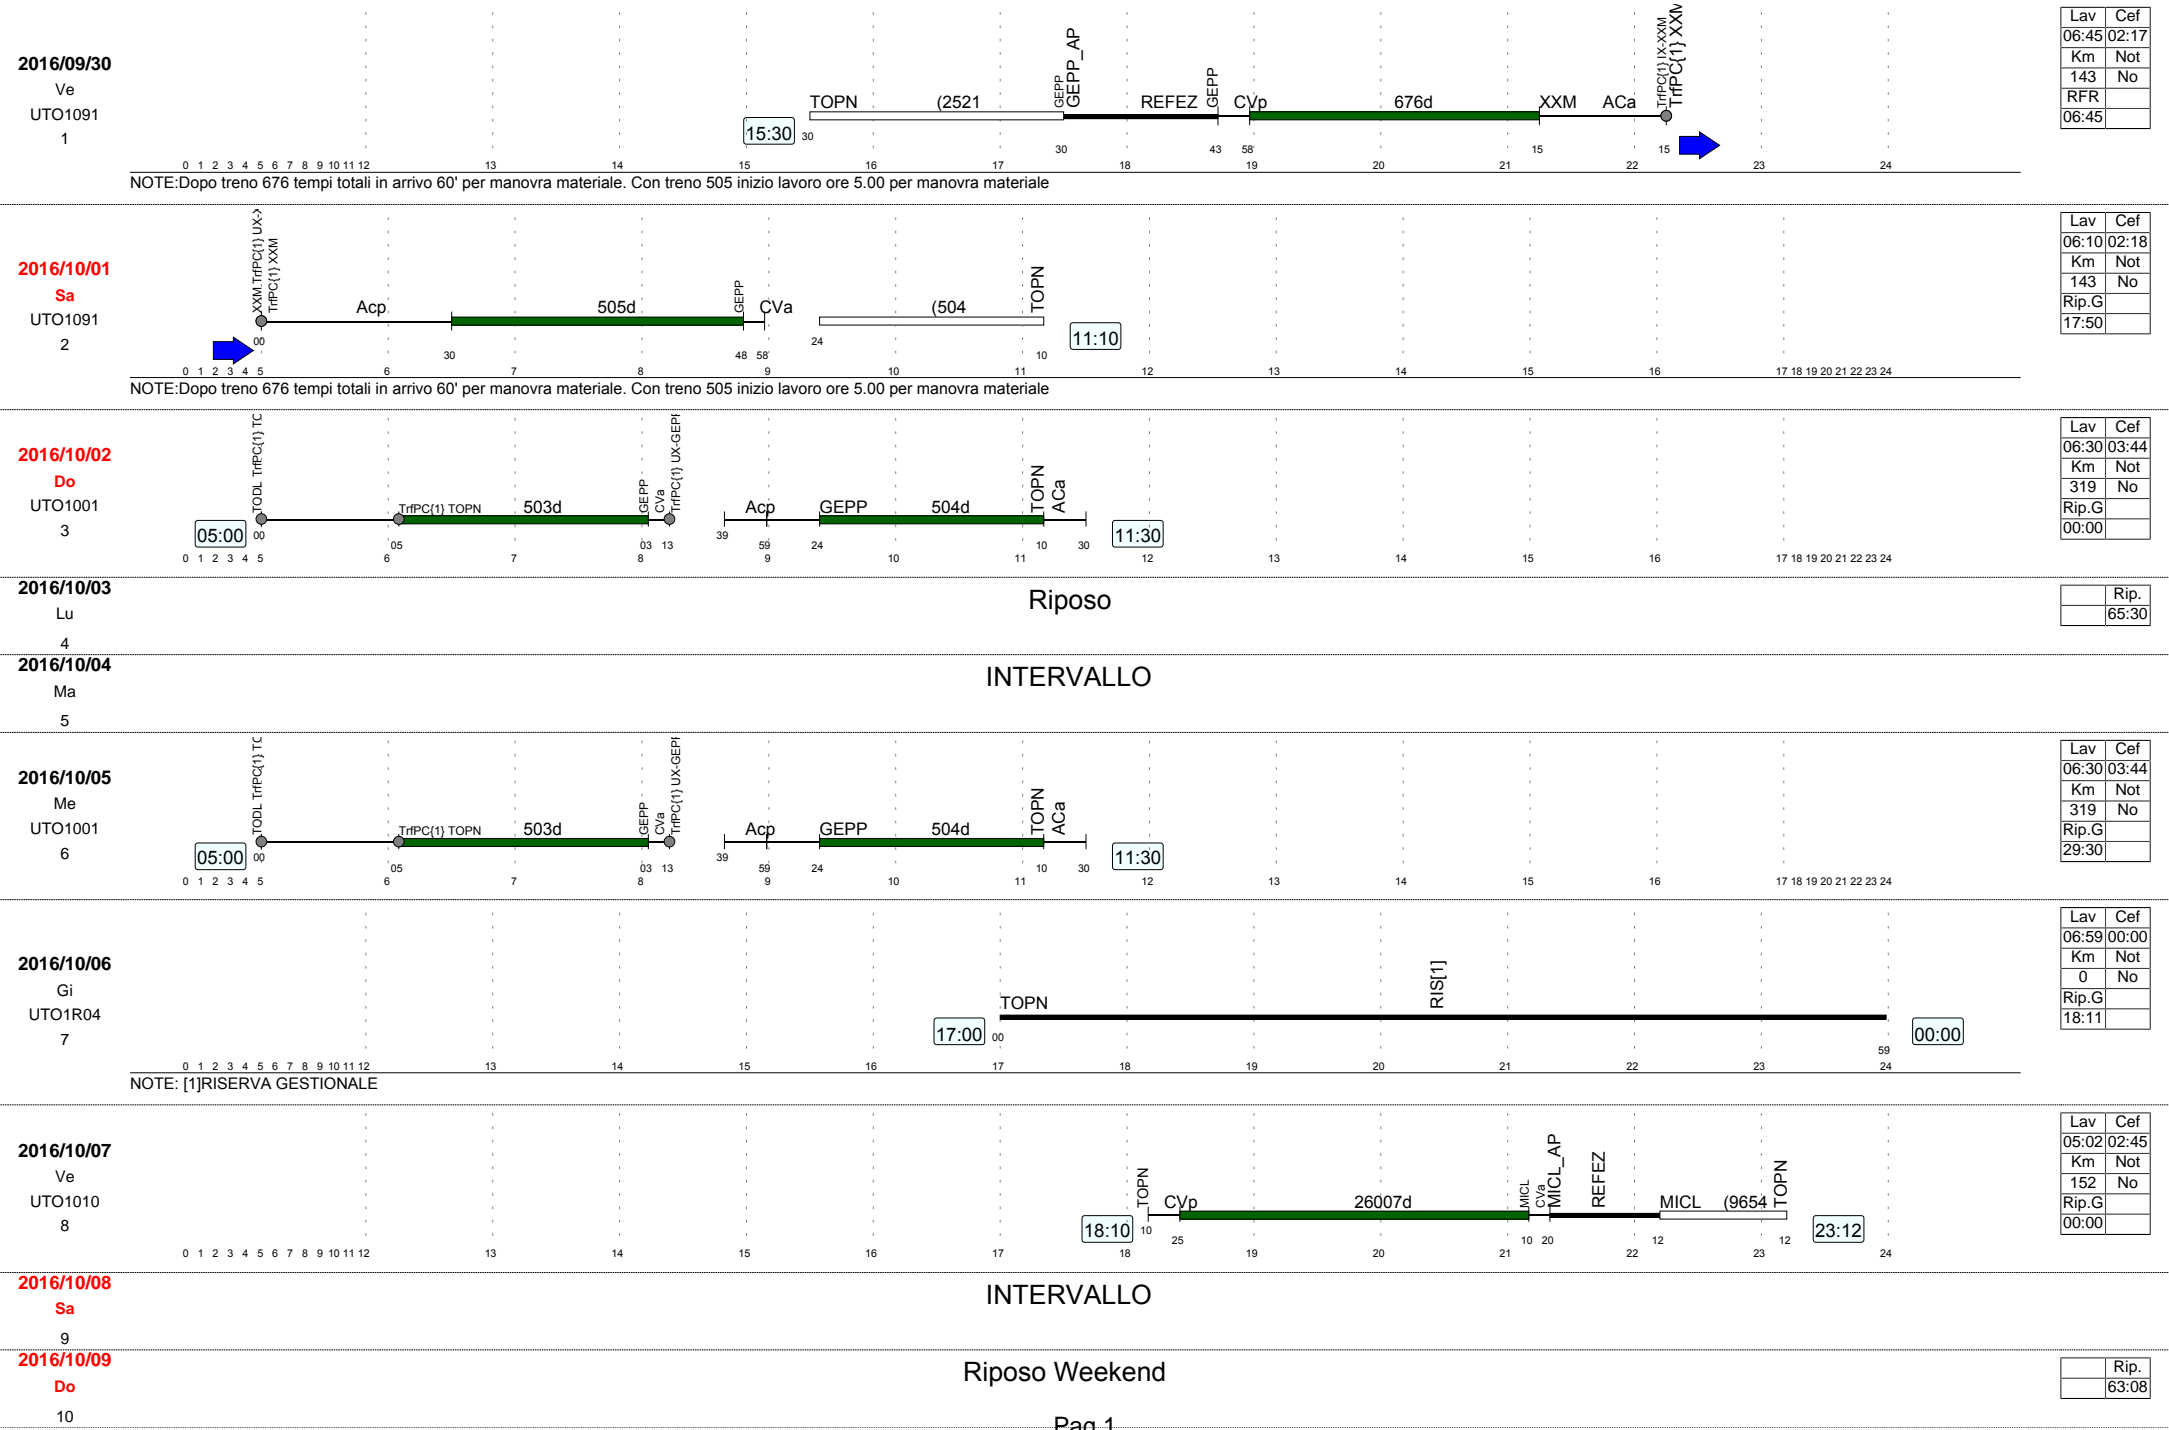 2016/09/30
Ve
UTO1091
1
15:30
30
TOPN (2521
GEPP
GEPP_AP
REFEZ
GEPP
CVp
676d
XXM ACa
TrfPC{1} IX-XXM
TrfPC{1} XXM
30 43 58 15 15
0 1 2 3 4 5 6 7 8 9 10 11 12 13 14 15 16 17 18 19 20 21 22 23 24
NOTE:Dopo treno 676 tempi totali in arrivo 60' per manovra materiale. Con treno 505 inizio lavoro ore 5.00 per manovra materiale
Lav Cef
06:45 02:17
Km Not
143 No
RFR
06:45
2016/10/01
Sa
UTO1091
2
XXM TrfPC{1} UX-X
TrfPC{1} XXM
Acp 505d
GEPP
CVa
(504
TOPN
11:10
00 30 48 58 24 10
0 1 2 3 4 5 6 7 8 9 10 11 12 13 14 15 16 17 18 19 20 21 22 23 24
NOTE:Dopo treno 676 tempi totali in arrivo 60' per manovra materiale. Con treno 505 inizio lavoro ore 5.00 per manovra materiale
Lav Cef
06:10 02:18
Km Not
143 No
Rip.G
17:50
2016/10/02
Do
UTO1001
3
05:00
TODL TrfPC{1} TO
TrfPC{1} TOPN 503d
GEPP
CVa
TrfPC{1} UX-GEPP
Acp GEPP 504d
TOPN
ACa
11:30
00 05 03 13 39 59 24 10 30
0 1 2 3 4 5 6 7 8 9 10 11 12 13 14 15 16 17 18 19 20 21 22 23 24
Lav Cef
06:30 03:44
Km Not
319 No
Rip.G
00:00
2016/10/03
Lu
4
Riposo
Rip.
65:30
2016/10/04
Ma
5
INTERVALLO
2016/10/05
Me
UTO1001
6
05:00
TODL TrfPC{1} TO
TrfPC{1} TOPN 503d
GEPP
CVa
TrfPC{1} UX-GEPP
Acp GEPP 504d
TOPN
ACa
11:30
00 05 03 13 39 59 24 10 30
0 1 2 3 4 5 6 7 8 9 10 11 12 13 14 15 16 17 18 19 20 21 22 23 24
Lav Cef
06:30 03:44
Km Not
319 No
Rip.G
29:30
2016/10/06
Gi
UTO1R04
7
17:00
TOPN
RIS[1]
00:00
00 59
0 1 2 3 4 5 6 7 8 9 10 11 12 13 14 15 16 17 18 19 20 21 22 23 24
NOTE: [1]RISERVA GESTIONALE
Lav Cef
06:59 00:00
Km Not
0 No
Rip.G
18:11
2016/10/07
Ve
UTO1010
8
18:10
TOPN
CVp 26007d
MICL
CVa
MICL_AP
REFEZ
MICL (9654
TOPN
23:12
10 25 10 20 12 12
0 1 2 3 4 5 6 7 8 9 10 11 12 13 14 15 16 17 18 19 20 21 22 23 24
Lav Cef
05:02 02:45
Km Not
152 No
Rip.G
00:00
2016/10/08
Sa
9
INTERVALLO
2016/10/09
Do
10
Riposo Weekend
Rip.
63:08
Pag.1